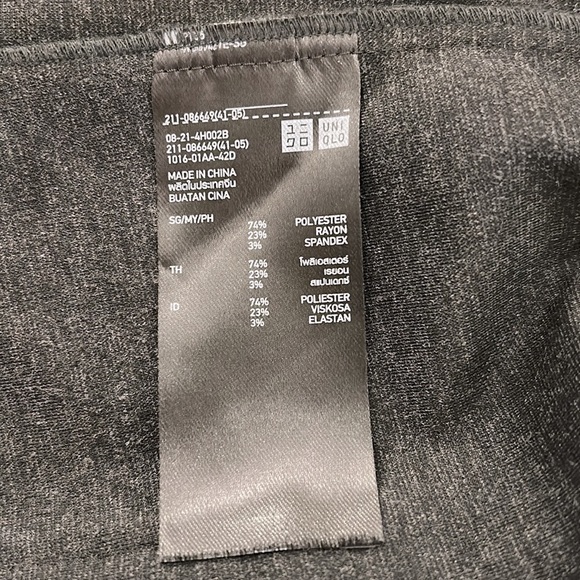 211-086649(41-05)
08-21-4H002B
211-086649(41-05)
1016-01AA-42D
ユニクロ
UNIQLO
MADE IN CHINA
ผลิตในประเทศจีน
BUATAN CINA
SG/MY/PH 74% POLYESTER
23% RAYON
3% SPANDEX
TH 74% โพลีเอสเตอร์
23% เรยอน
3% สแปนเดกซ์
ID 74% POLIESTER
23% VISKOSA
3% ELASTAN